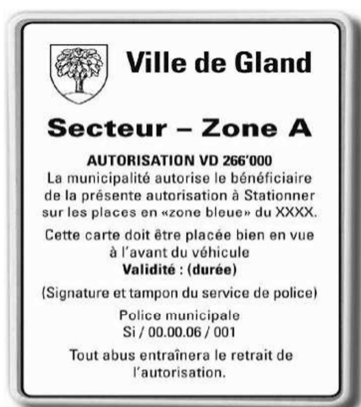 Ville de Gland
Secteur – Zone A
AUTORISATION VD 266'000
La municipalité autorise le bénéficiaire
de la présente autorisation à Stationner
sur les places en «zone bleue» du XXXX.
Cette carte doit être placée bien en vue
à l'avant du véhicule
Validité : (durée)
(Signature et tampon du service de police)
Police municipale
Si / 00.00.06 / 001
Tout abus entraînera le retrait de
l'autorisation.